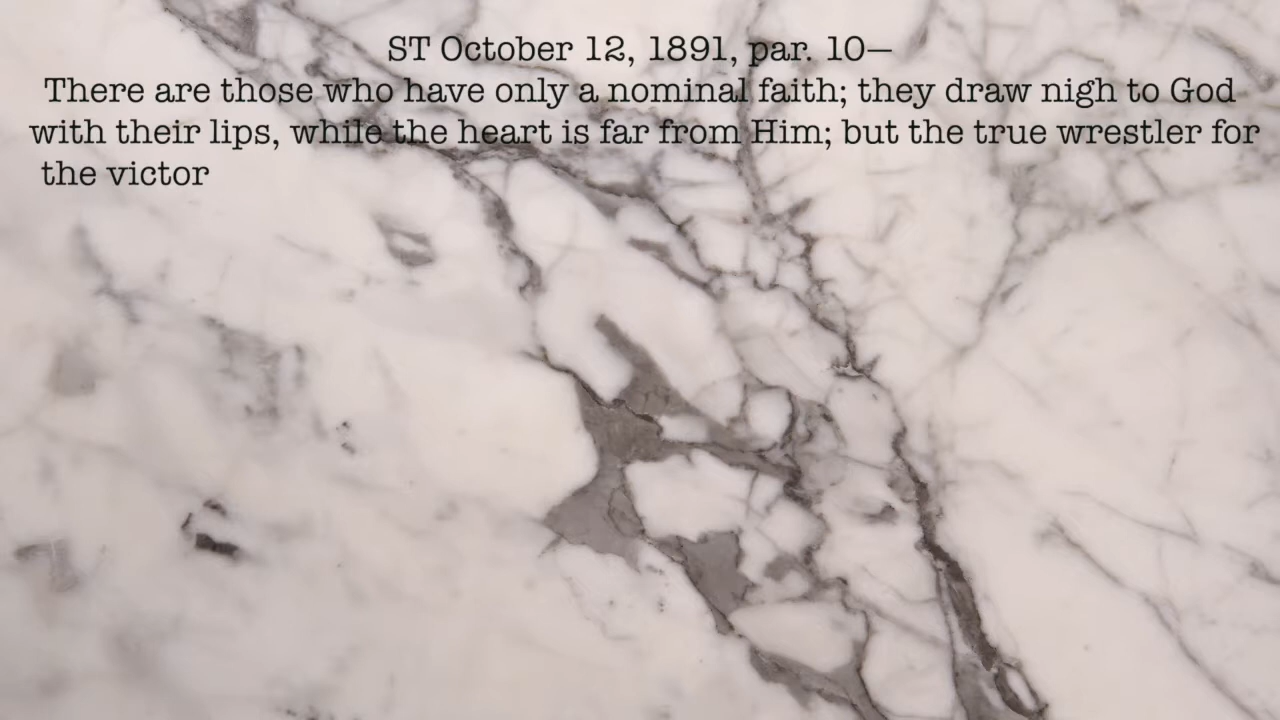 ST October 12, 1891, par. 10—
There are those who have only a nominal faith; they draw nigh to God
with their lips, while the heart is far from Him; but the true wrestler for
the victor